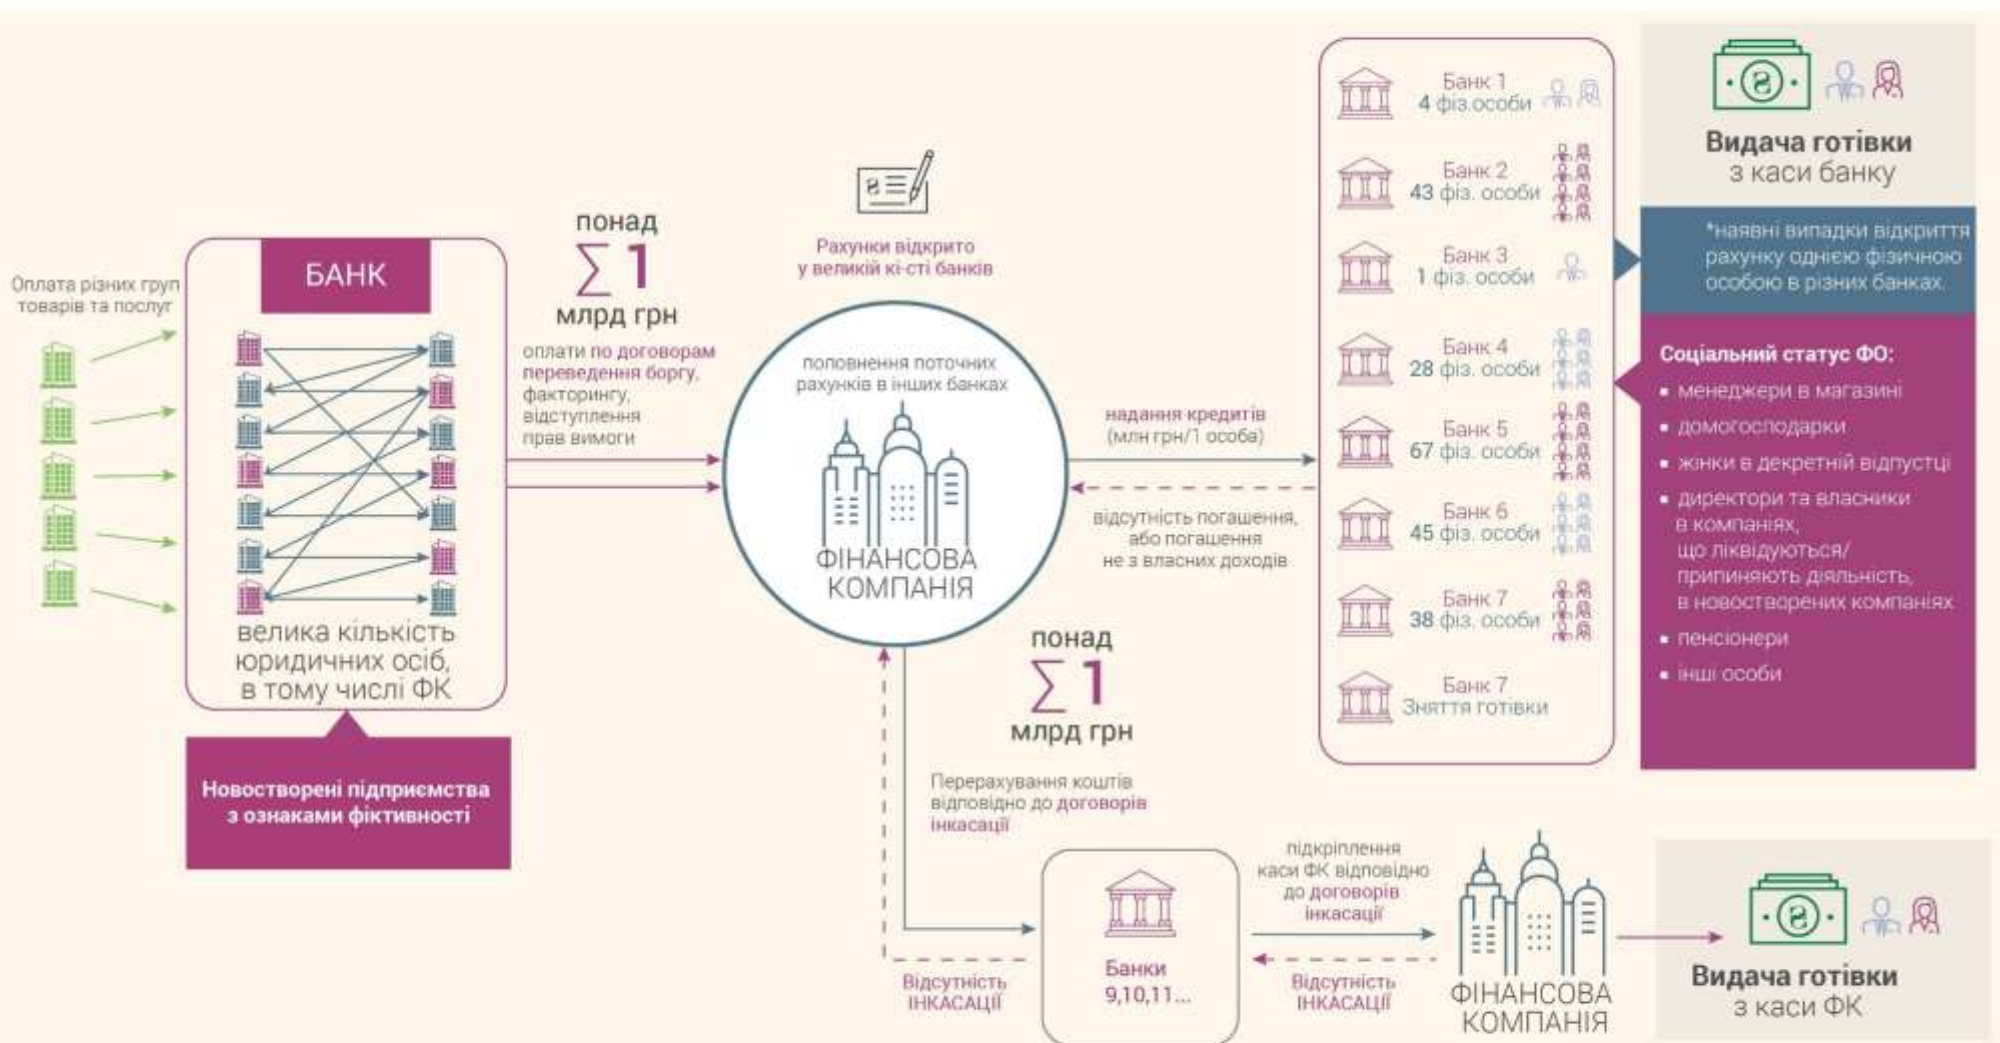 Оплата різних груп
товарів та послуг
БАНК
велика кількість
юридичних осіб,
в тому числі ФК
Новостворені підприємства
з ознаками фіктивності
понад
∑ 1
млрд грн
оплати по договорам
переведення боргу,
факторингу,
відступлення
прав вимоги
Рахунки відкрито
у великій кі-сті банків
поповнення поточних
рахунків в інших банках
ФІНАНСОВА
КОМПАНІЯ
надання кредитів
(млн грн/1 особа)
відсутність погашення,
або погашення
не з власних доходів
Банк 1
4 фіз.особи
Банк 2
43 фіз. особи
Банк 3
1 фіз. особи
Банк 4
28 фіз. особи
Банк 5
67 фіз. особи
Банк 6
45 фіз. особи
Банк 7
38 фіз. особи
Банк 7
Зняття готівки
Видача готівки
з каси банку
*наявні випадки відкриття
рахунку однією фізичною
особою в різних банках.
Соціальний статус ФО:
▪ менеджери в магазині
▪ домогосподарки
▪ жінки в декретній відпустці
▪ директори та власники
в компаніях,
що ліквідуються/
припиняють діяльність,
в новостворених компаніях
▪ пенсіонери
▪ інші особи
понад
∑ 1
млрд грн
Перерахування коштів
відповідно до договорів
інкасації
Відсутність
ІНКАСАЦІЇ
Банки
9,10,11...
підкріплення
каси ФК відповідно
до договорів
інкасації
Відсутність
ІНКАСАЦІЇ
ФІНАНСОВА
КОМПАНІЯ
Видача готівки
з каси ФК